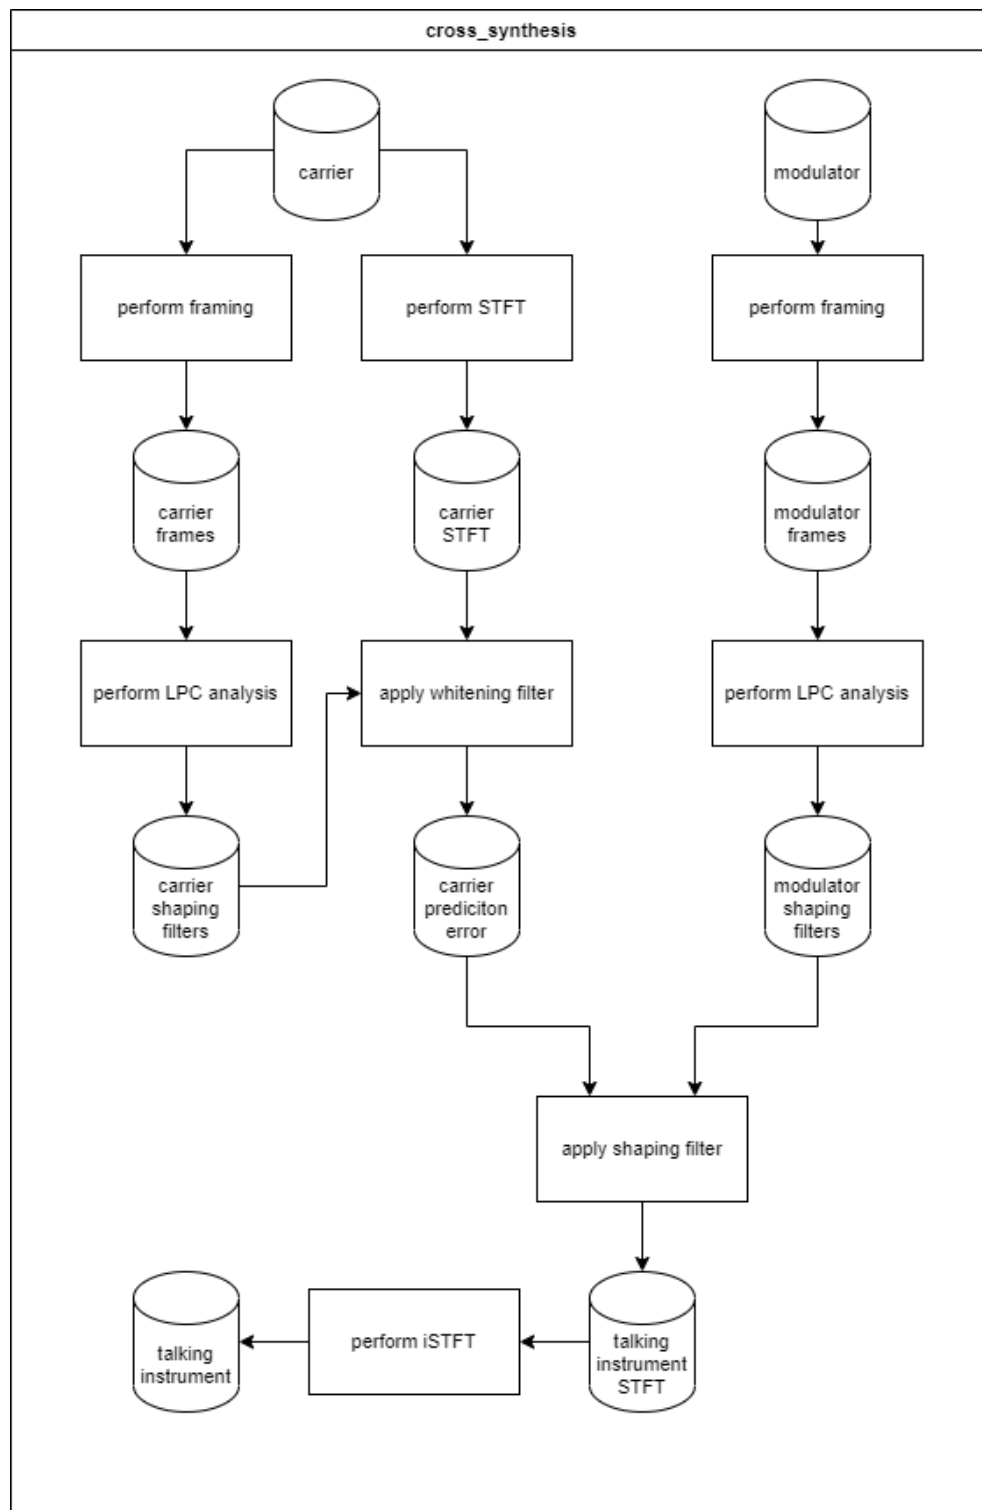 cross_synthesis
carrier
modulator
perform framing
perform STFT
perform framing
carrier
frames
carrier
STFT
modulator
frames
perform LPC analysis
apply whitening filter
perform LPC analysis
carrier
shaping
filters
carrier
prediciton
error
modulator
shaping
filters
apply shaping filter
talking
instrument
perform iSTFT
talking
instrument
STFT